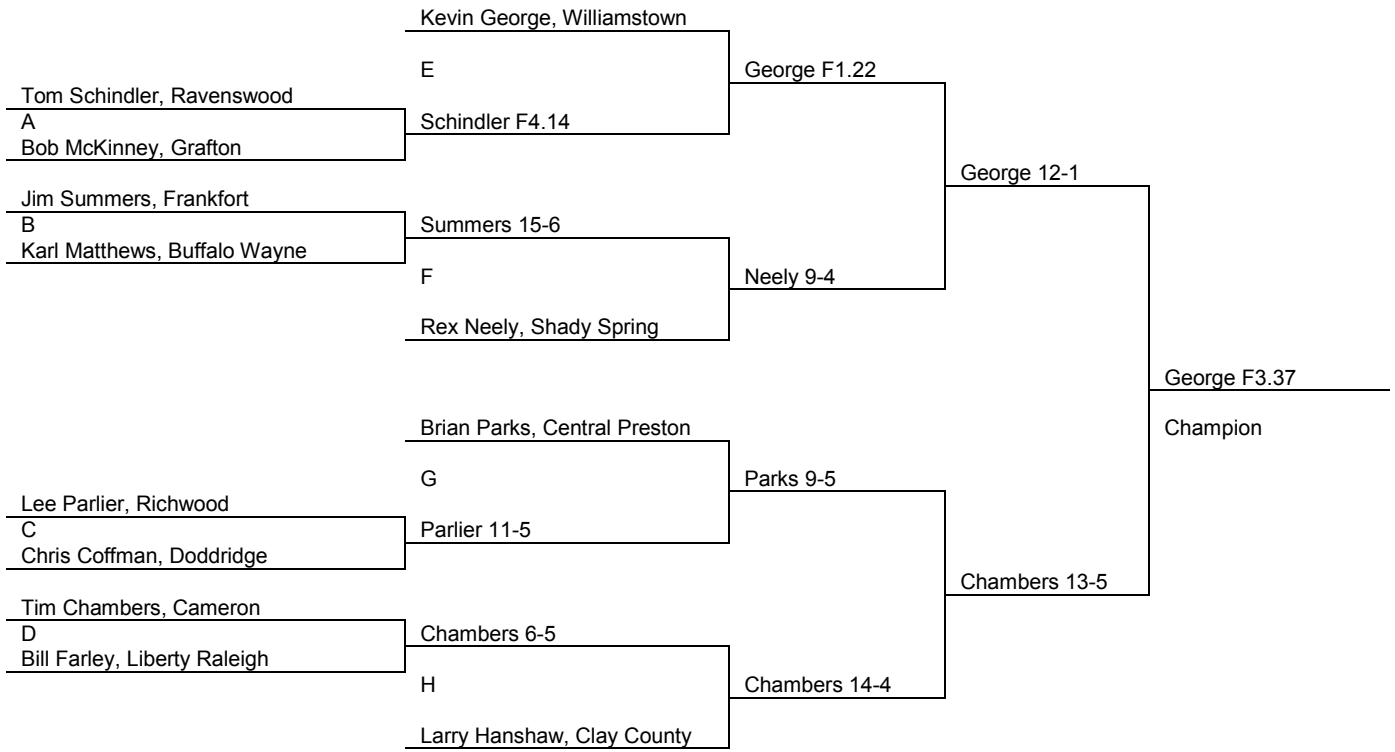 Kevin George, Williamstown
E
George F1.22
Tom Schindler, Ravenswood
A
Schindler F4.14
Bob McKinney, Grafton
George 12-1
Jim Summers, Frankfort
B
Summers 15-6
Karl Matthews, Buffalo Wayne
F
Neely 9-4
Rex Neely, Shady Spring
George F3.37
Brian Parks, Central Preston
Champion
G
Parks 9-5
Lee Parlier, Richwood
C
Parlier 11-5
Chris Coffman, Doddridge
Chambers 13-5
Tim Chambers, Cameron
D
Chambers 6-5
Bill Farley, Liberty Raleigh
H
Chambers 14-4
Larry Hanshaw, Clay County